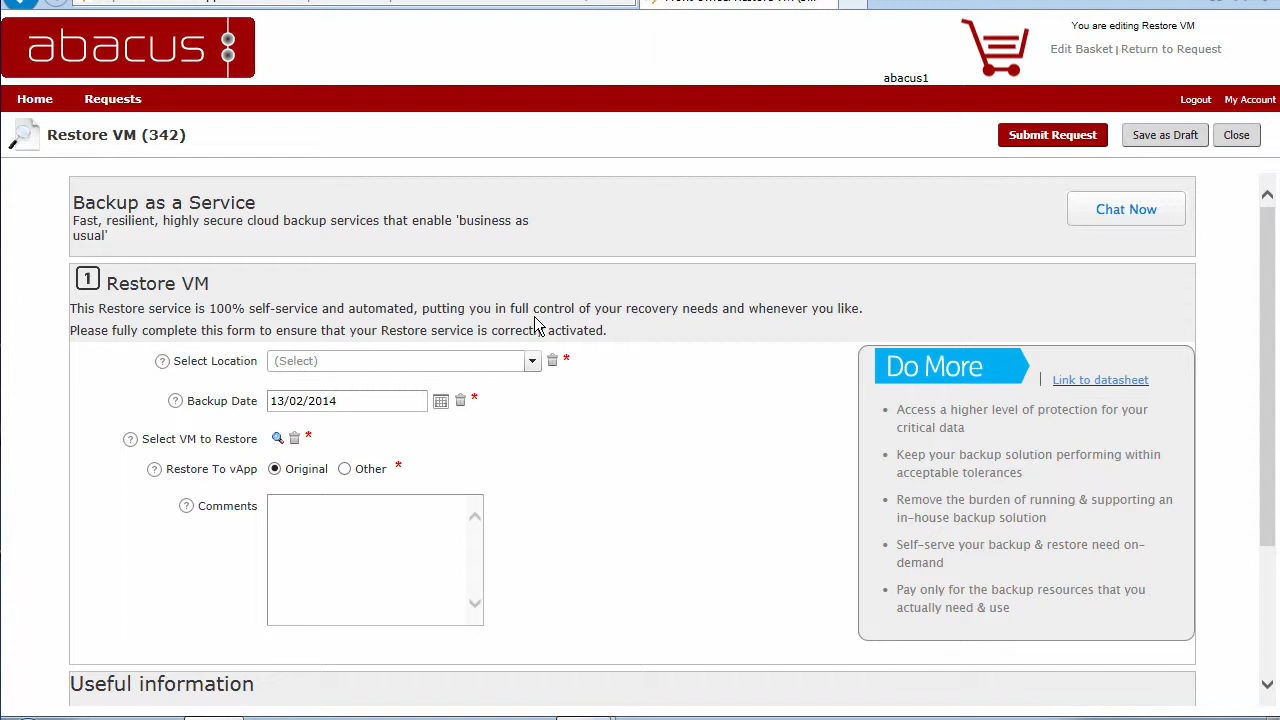 You are editing Restore VM
abacus
Edit Basket | Return to Request
abacus1
Home Requests
Logout My Account
Restore VM (342)
Submit Request Save as Draft Close
Backup as a Service
Fast, resilient, highly secure cloud backup services that enable 'business as
usual'
Chat Now
1 Restore VM
This Restore service is 100% self-service and automated, putting you in full control of your recovery needs and whenever you like.
Please fully complete this form to ensure that your Restore service is correctly activated.
? Select Location (Select) *
? Backup Date 13/02/2014 *
? Select VM to Restore *
? Restore To vApp Original Other *
? Comments
Do More | Link to datasheet
• Access a higher level of protection for your
critical data
• Keep your backup solution performing within
acceptable tolerances
• Remove the burden of running & supporting an
in-house backup solution
• Self-serve your backup & restore need on-
demand
• Pay only for the backup resources that you
actually need & use
Useful information